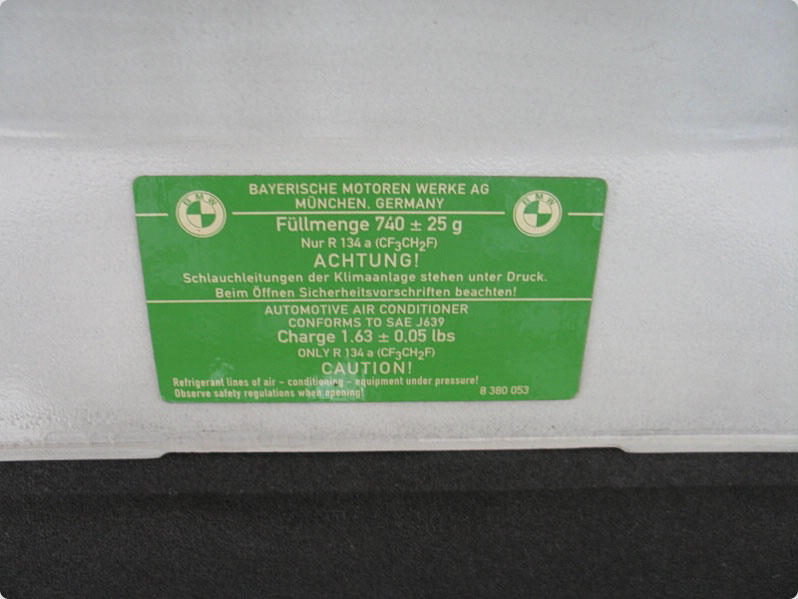 BAYERISCHE MOTOREN WERKE AG
MÜNCHEN, GERMANY
BMW
BMW
Füllmenge 740 ± 25 g
Nur R 134 a (CF₃CH₂F)
ACHTUNG!
Schlauchleitungen der Klimaanlage stehen unter Druck.
Beim Öffnen Sicherheitsvorschriften beachten!
AUTOMOTIVE AIR CONDITIONER
CONFORMS TO SAE J639
Charge 1.63 ± 0.05 lbs
ONLY R 134 a (CF₃CH₂F)
CAUTION!
Refrigerant lines of air - conditioning - equipment under pressure!
Observe safety regulations when opening!
8 380 053